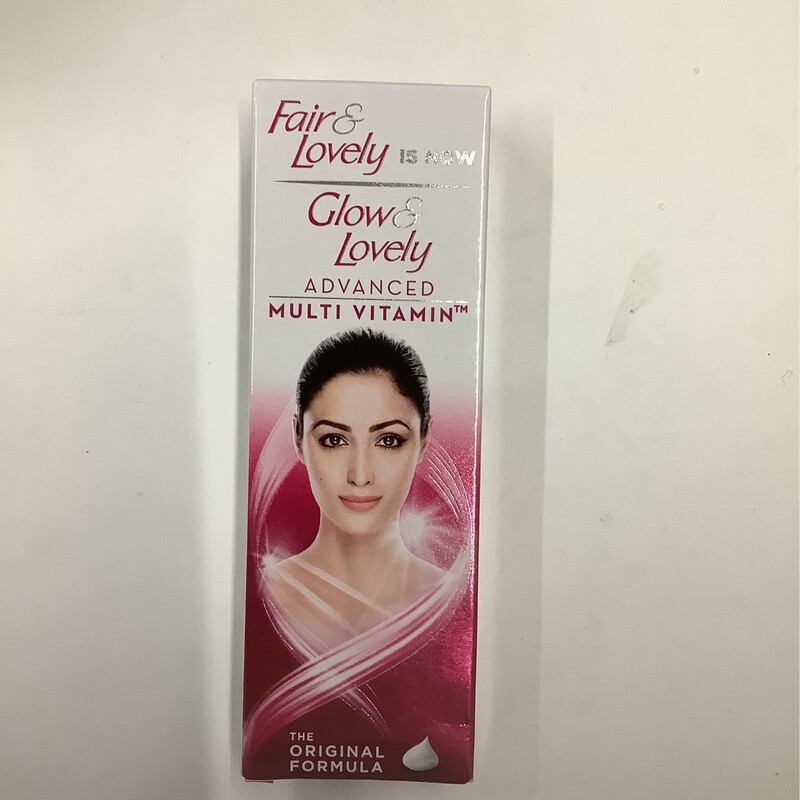 Fair &
Lovely IS NOW
Glow &
Lovely
ADVANCED
MULTI VITAMIN™
THE
ORIGINAL
FORMULA